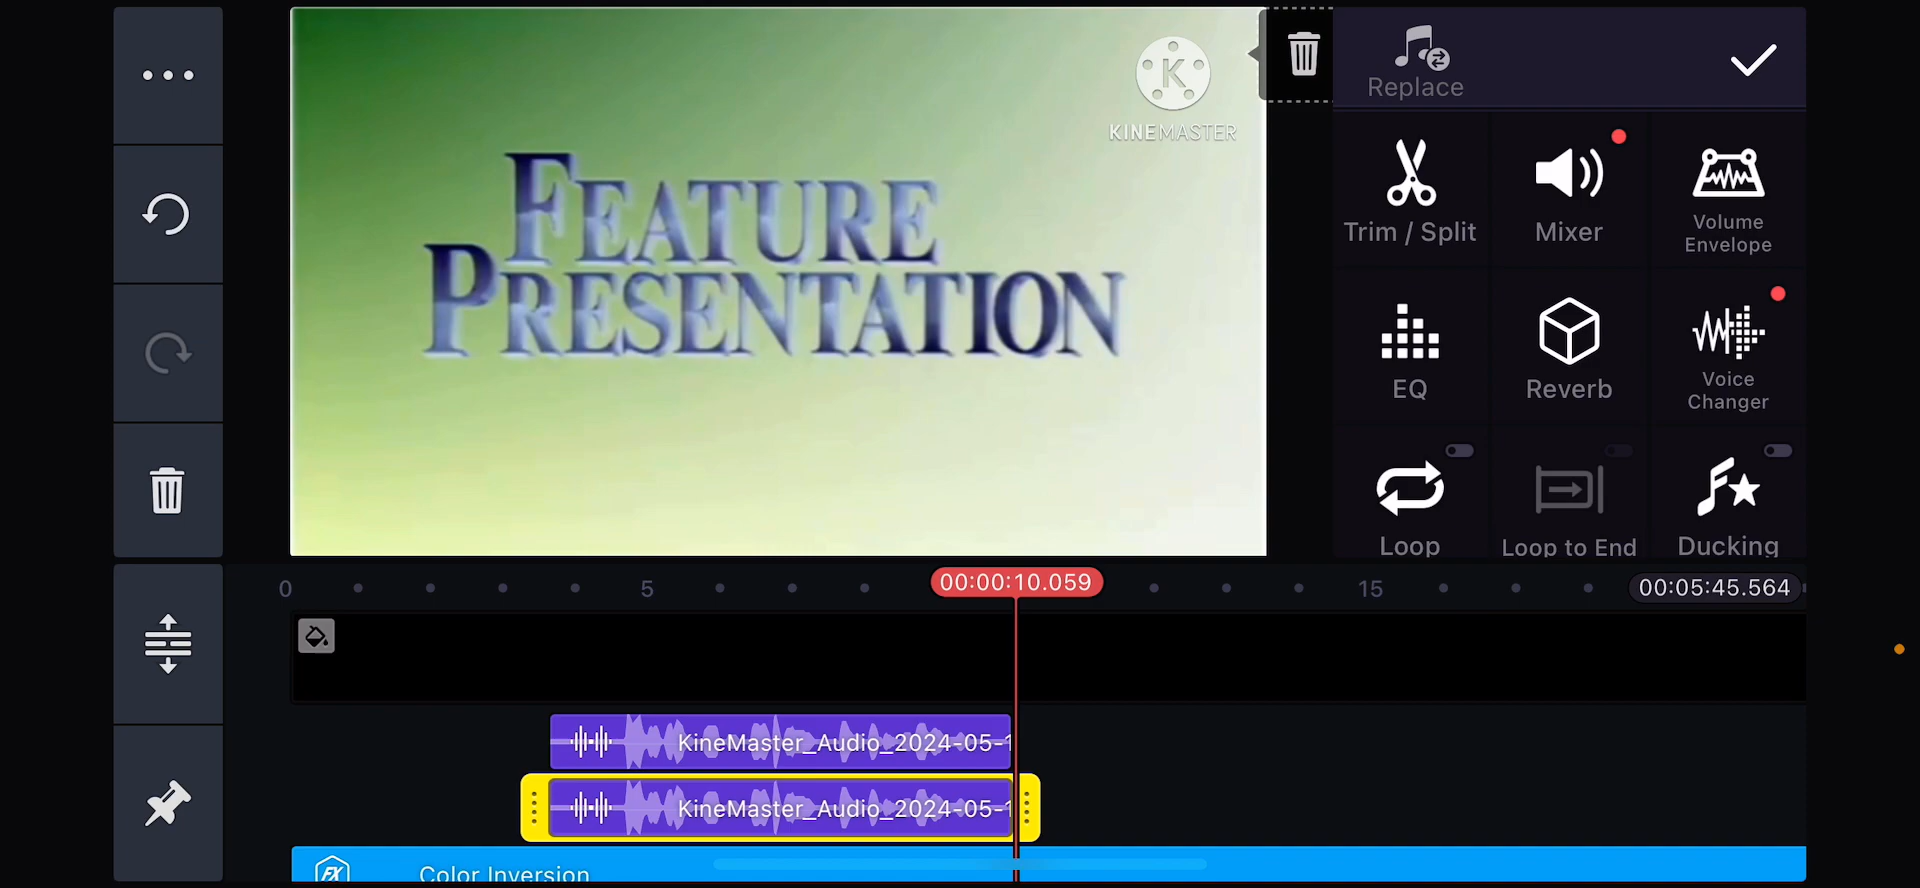 Replace
KINEMASTER
K
FEATURE
PRESENTATION
Trim / Split
Mixer
Volume
Envelope
EQ
Reverb
Voice
Changer
Loop
Loop to End
Ducking
0
5
00:00:10.059
15
00:05:45.564
KineMaster_Audio_2024-05-1
KineMaster_Audio_2024-05-1
FX
Color Inversion